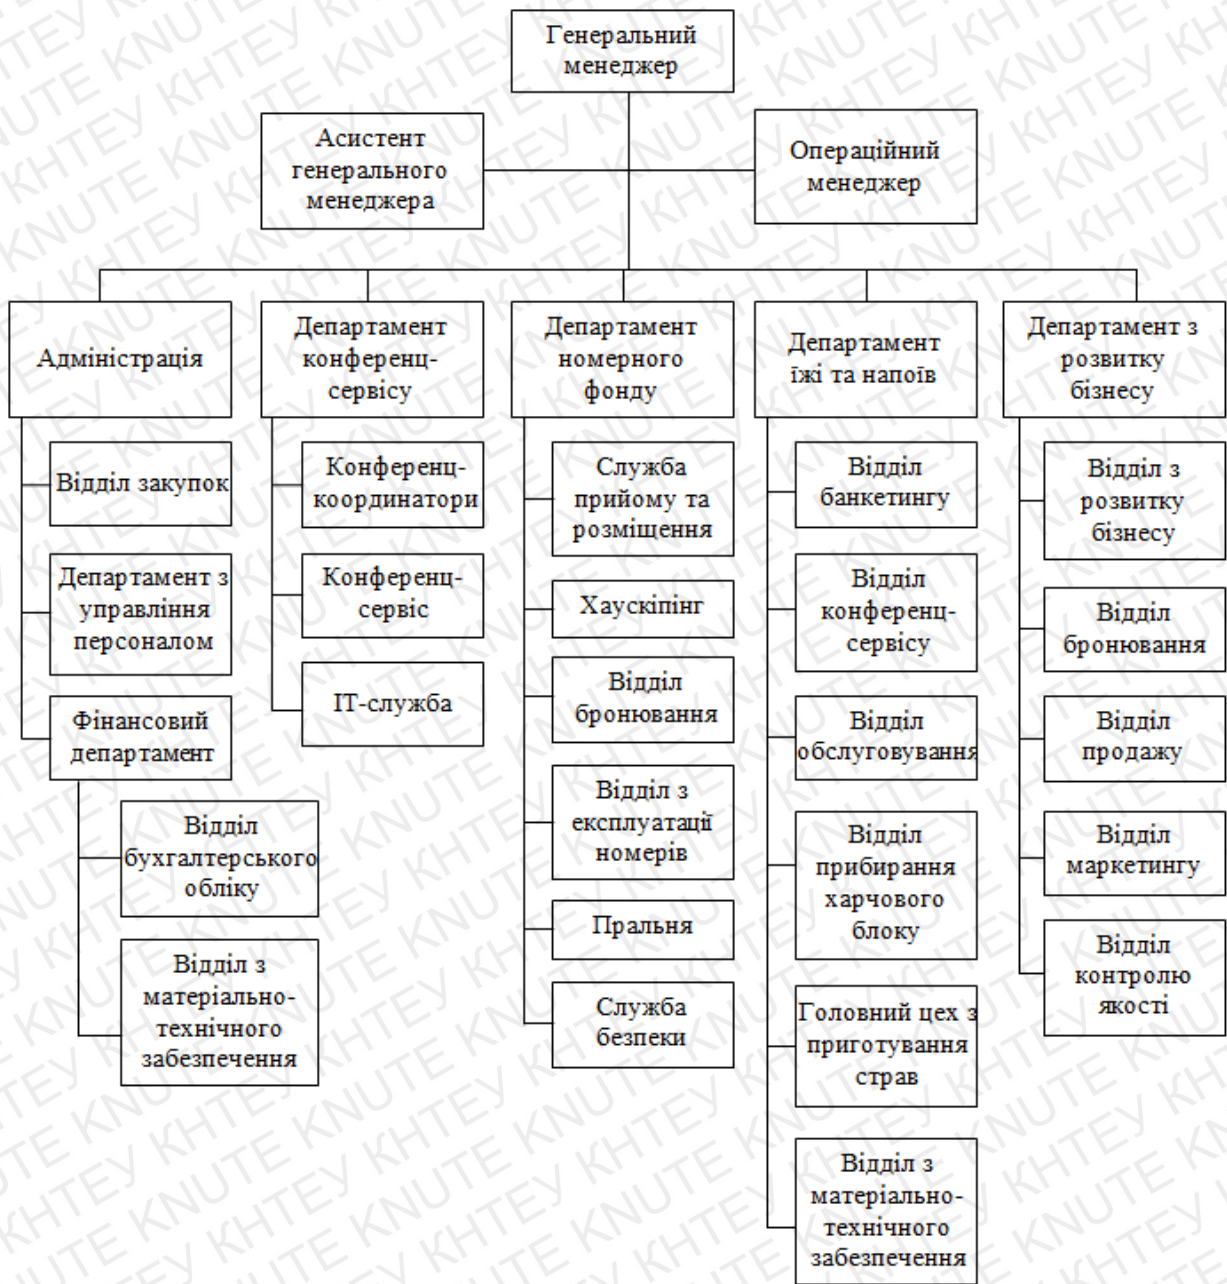 Генеральний
менеджер
Асистент
генерального
менеджера
Операційний
менеджер
Адміністрація
Департамент
конференц-
сервісу
Департамент
номерного
фонду
Департамент
їжі та напоїв
Департамент з
розвитку
бізнесу
Відділ закупок
Департамент з
управління
персоналом
Фінансовий
департамент
Відділ
бухгалтерського
обліку
Відділ з
матеріально-
технічного
забезпечення
Конференц-
координатори
Конференц-
сервіс
ІТ-служба
Служба
прийому та
розміщення
Хаускіпінг
Відділ
бронювання
Відділ з
експлуатації
номерів
Пральня
Служба
безпеки
Відділ
банкетингу
Відділ
конференц-
сервісу
Відділ
обслуговування
Відділ
прибирання
харчового
блоку
Головний цех з
приготування
страв
Відділ з
матеріально-
технічного
забезпечення
Відділ з
розвитку
бізнесу
Відділ
бронювання
Відділ
продажу
Відділ
маркетингу
Відділ
контролю
якості
KNUTE КНТЕУ